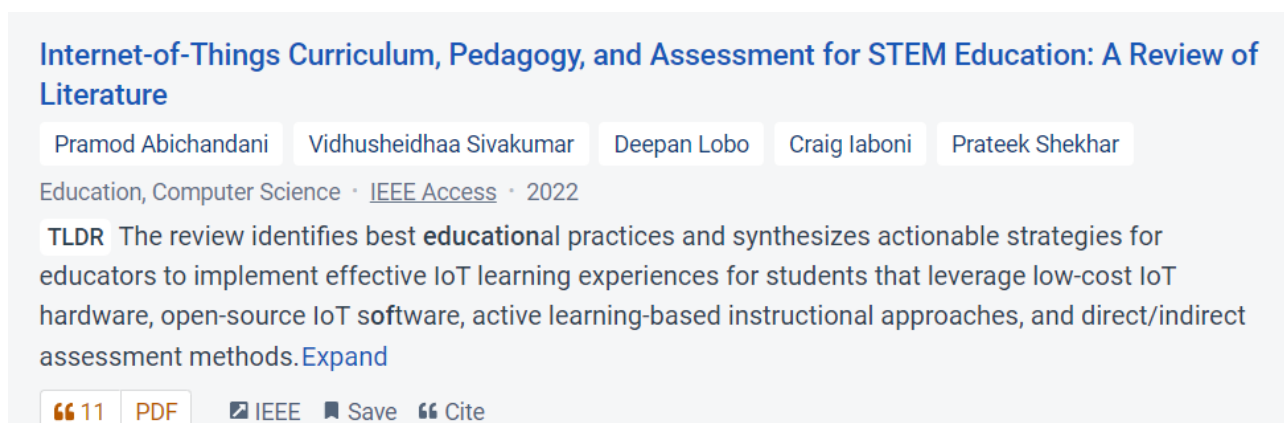 Internet-of-Things Curriculum, Pedagogy, and Assessment for STEM Education: A Review of
Literature
Pramod Abichandani Vidhusheidhaa Sivakumar Deepan Lobo Craig Iaboni Prateek Shekhar
Education, Computer Science · IEEE Access · 2022
TLDR The review identifies best educational practices and synthesizes actionable strategies for
educators to implement effective IoT learning experiences for students that leverage low-cost IoT
hardware, open-source IoT software, active learning-based instructional approaches, and direct/indirect
assessment methods.Expand
11 PDF IEEE Save Cite